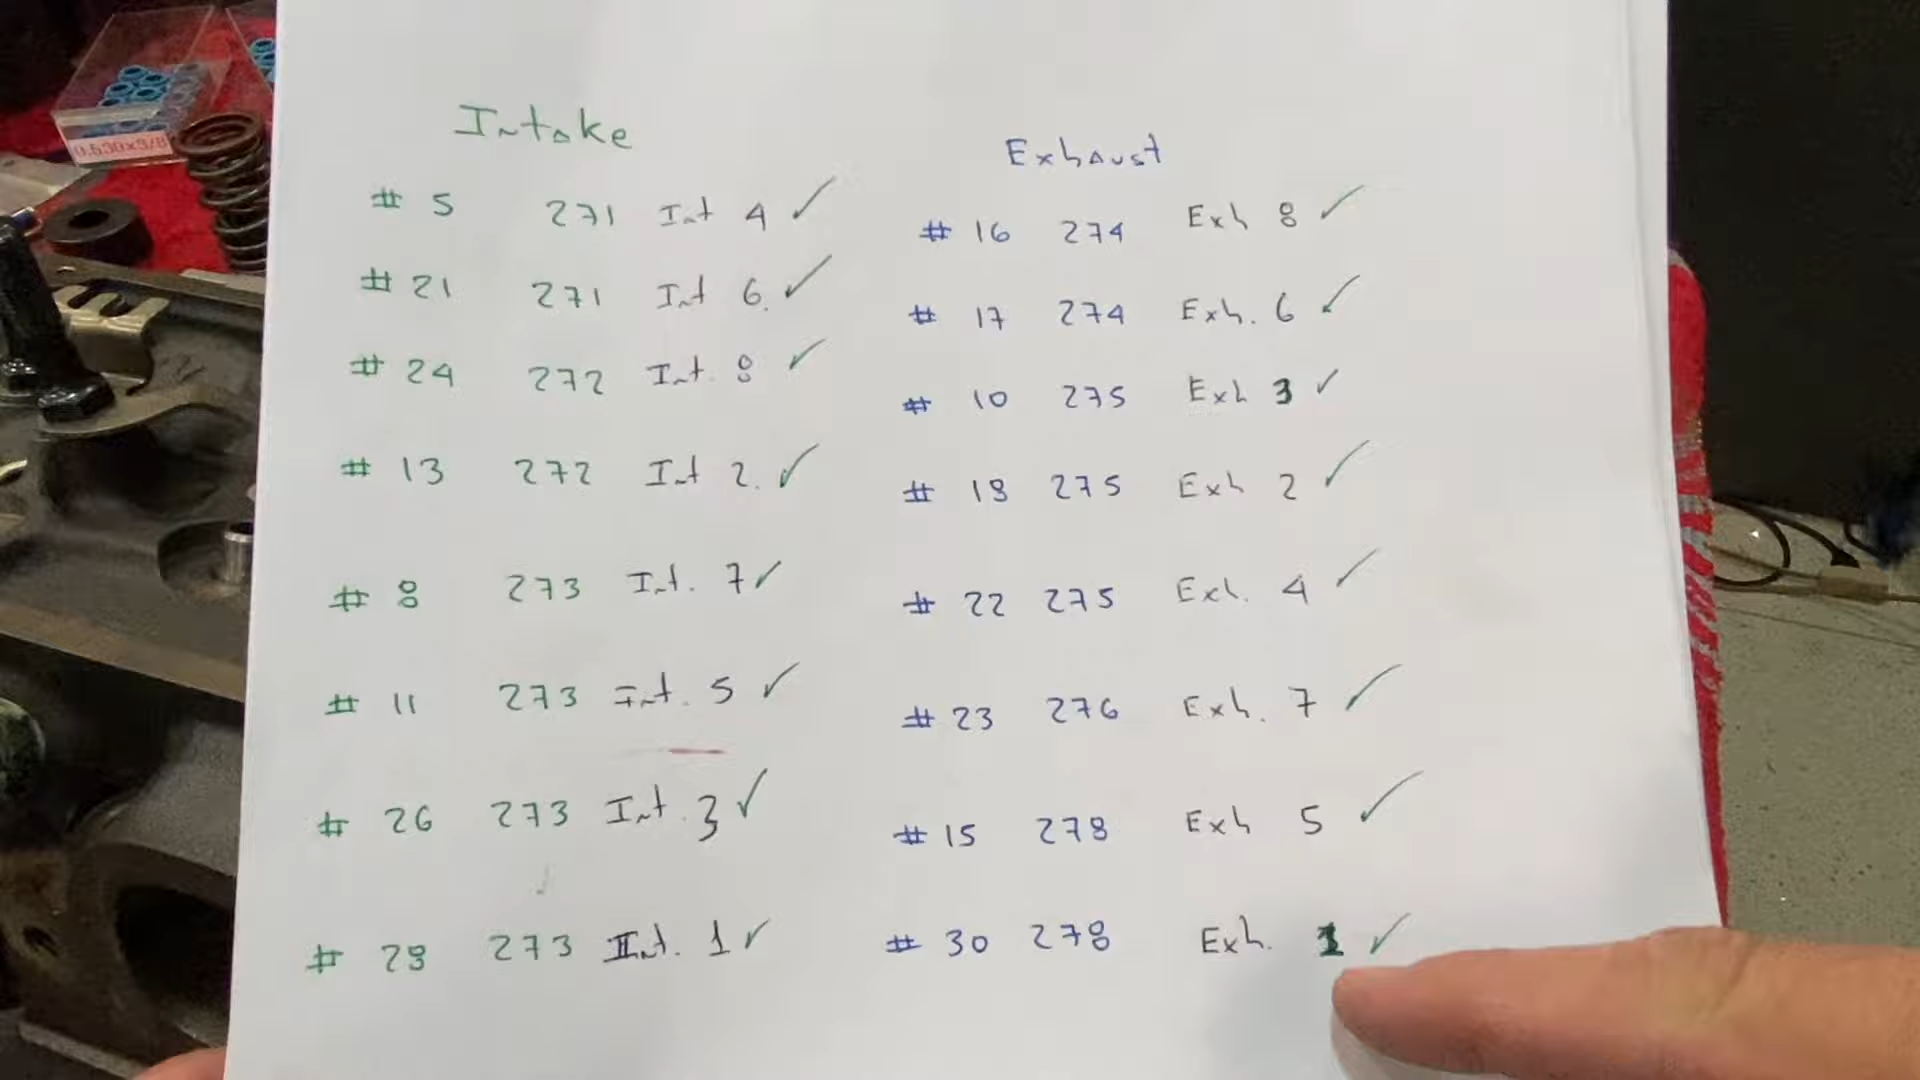 0.530x3/8
Intake
# 5 271 Int 4 ✓
# 21 271 Int 6. ✓
# 24 272 Int. 8 ✓
# 13 272 Int 2. ✓
# 8 273 Int. 7 ✓
# 11 273 Int. 5 ✓
# 26 273 Int. 3 ✓
# 28 273 Int. 1 ✓
Exhaust
# 16 274 Exh 8 ✓
# 17 274 Exh. 6 ✓
# 10 275 Exh 3 ✓
# 18 275 Exh 2 ✓
# 22 275 Exh. 4 ✓
# 23 276 Exh. 7 ✓
# 15 278 Exh 5 ✓
# 30 278 Exh. 1 ✓